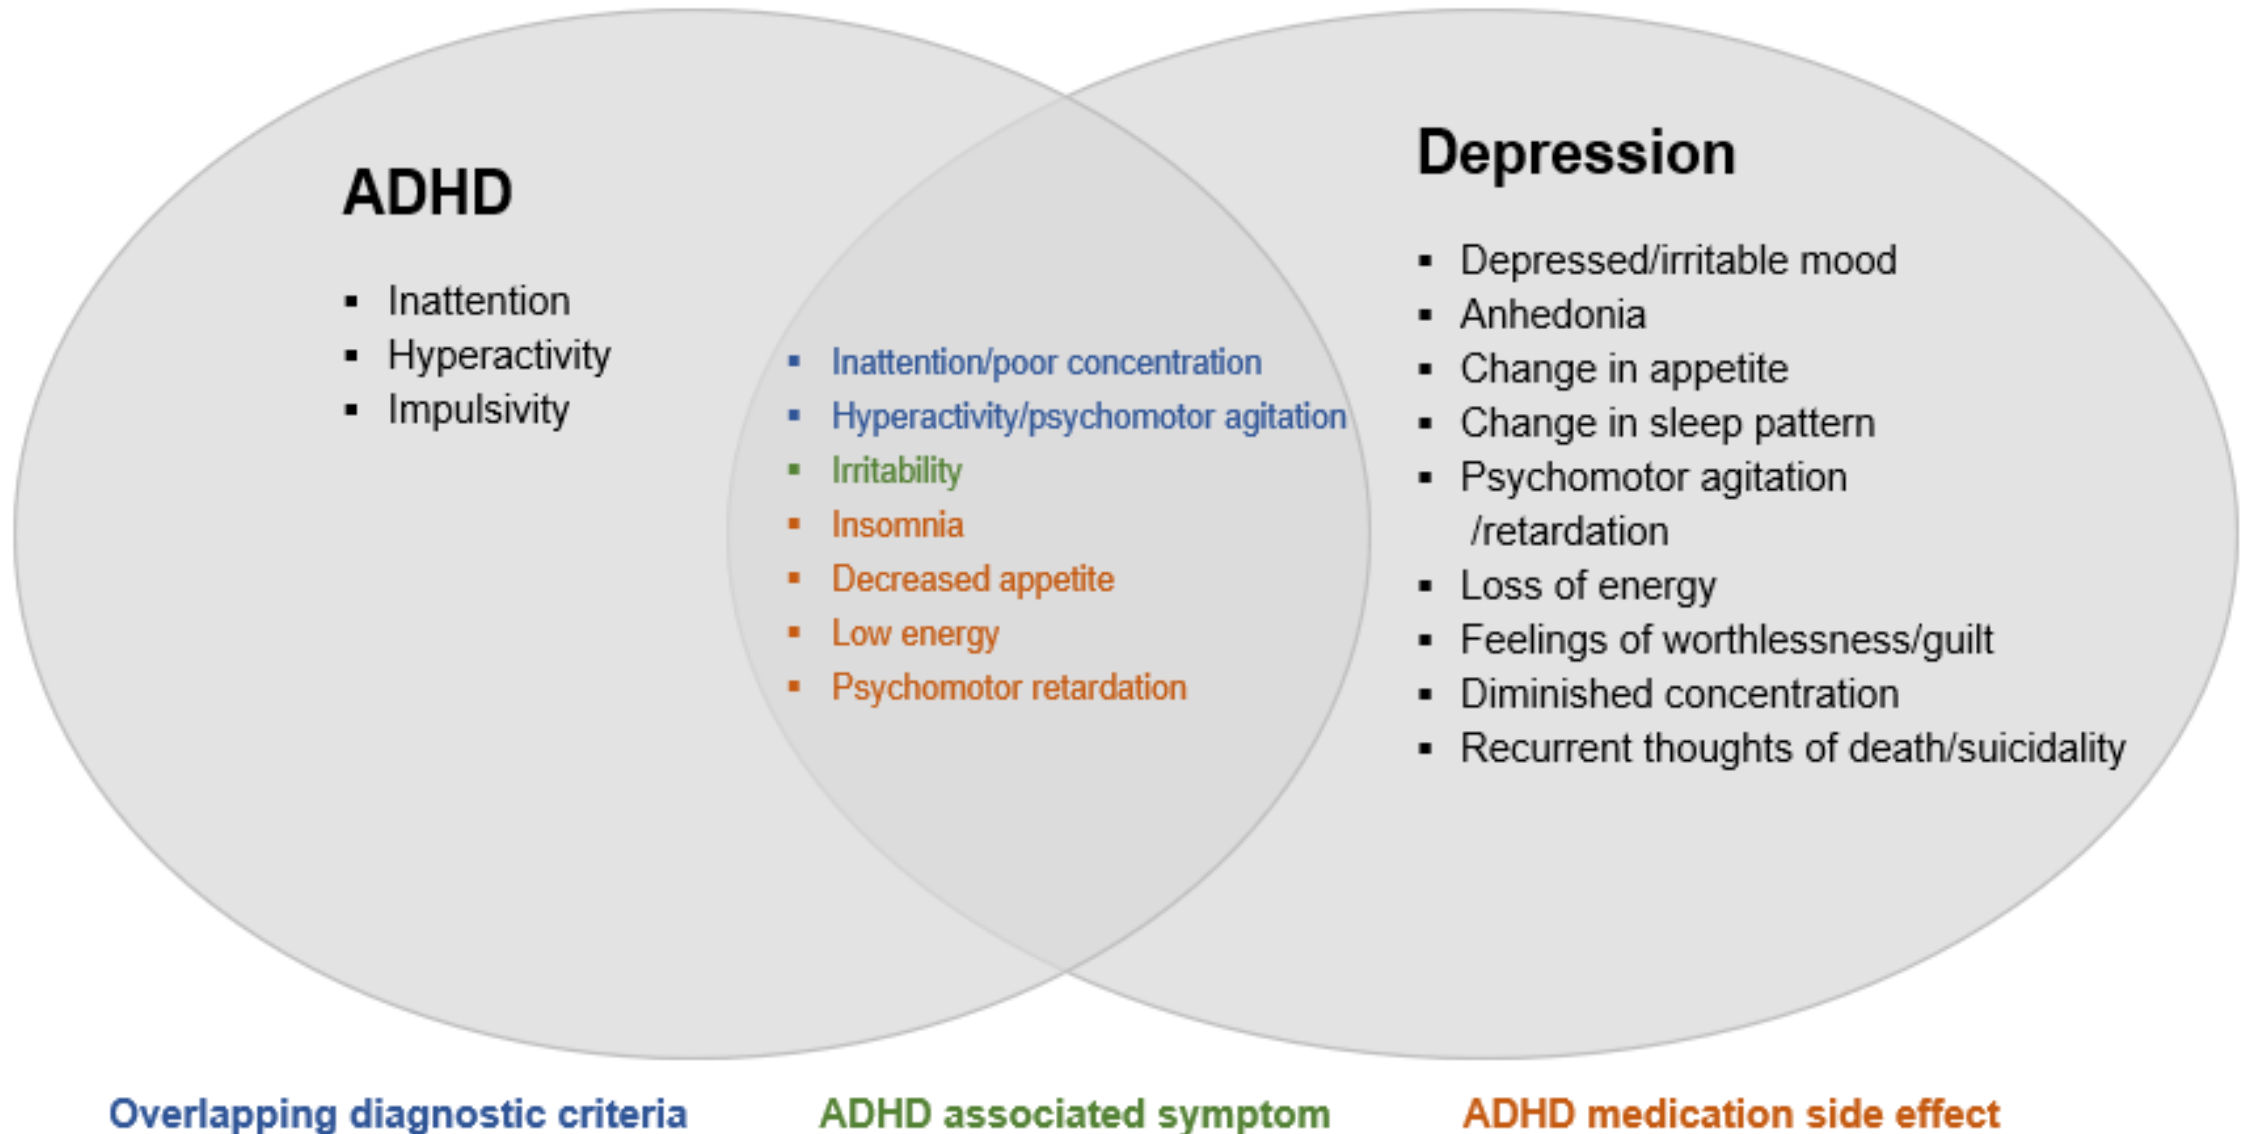 ADHD
▪ Inattention
▪ Hyperactivity
▪ Impulsivity
▪ Inattention/poor concentration
▪ Hyperactivity/psychomotor agitation
▪ Irritability
▪ Insomnia
▪ Decreased appetite
▪ Low energy
▪ Psychomotor retardation
Depression
▪ Depressed/irritable mood
▪ Anhedonia
▪ Change in appetite
▪ Change in sleep pattern
▪ Psychomotor agitation
/retardation
▪ Loss of energy
▪ Feelings of worthlessness/guilt
▪ Diminished concentration
▪ Recurrent thoughts of death/suicidality
Overlapping diagnostic criteria
ADHD associated symptom
ADHD medication side effect